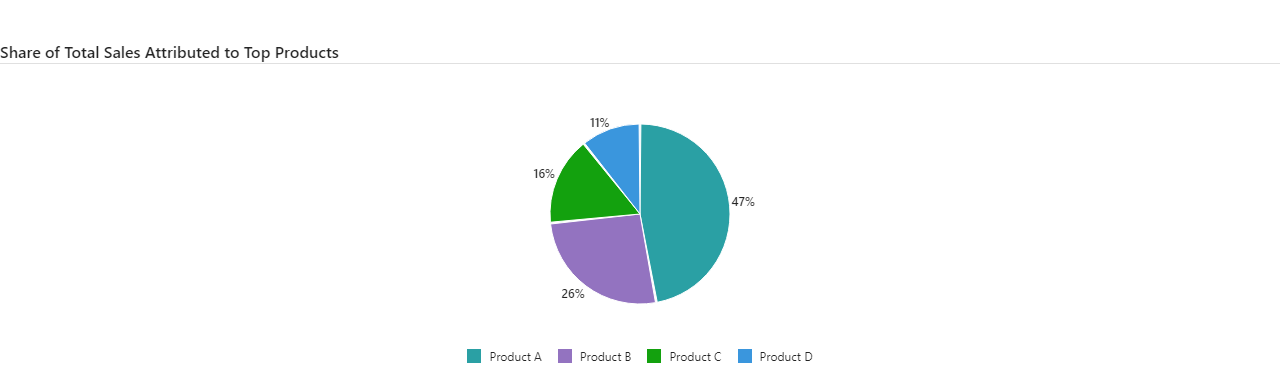 Share of Total Sales Attributed to Top Products
11%
16%
47%
26%
Product A Product B Product C Product D